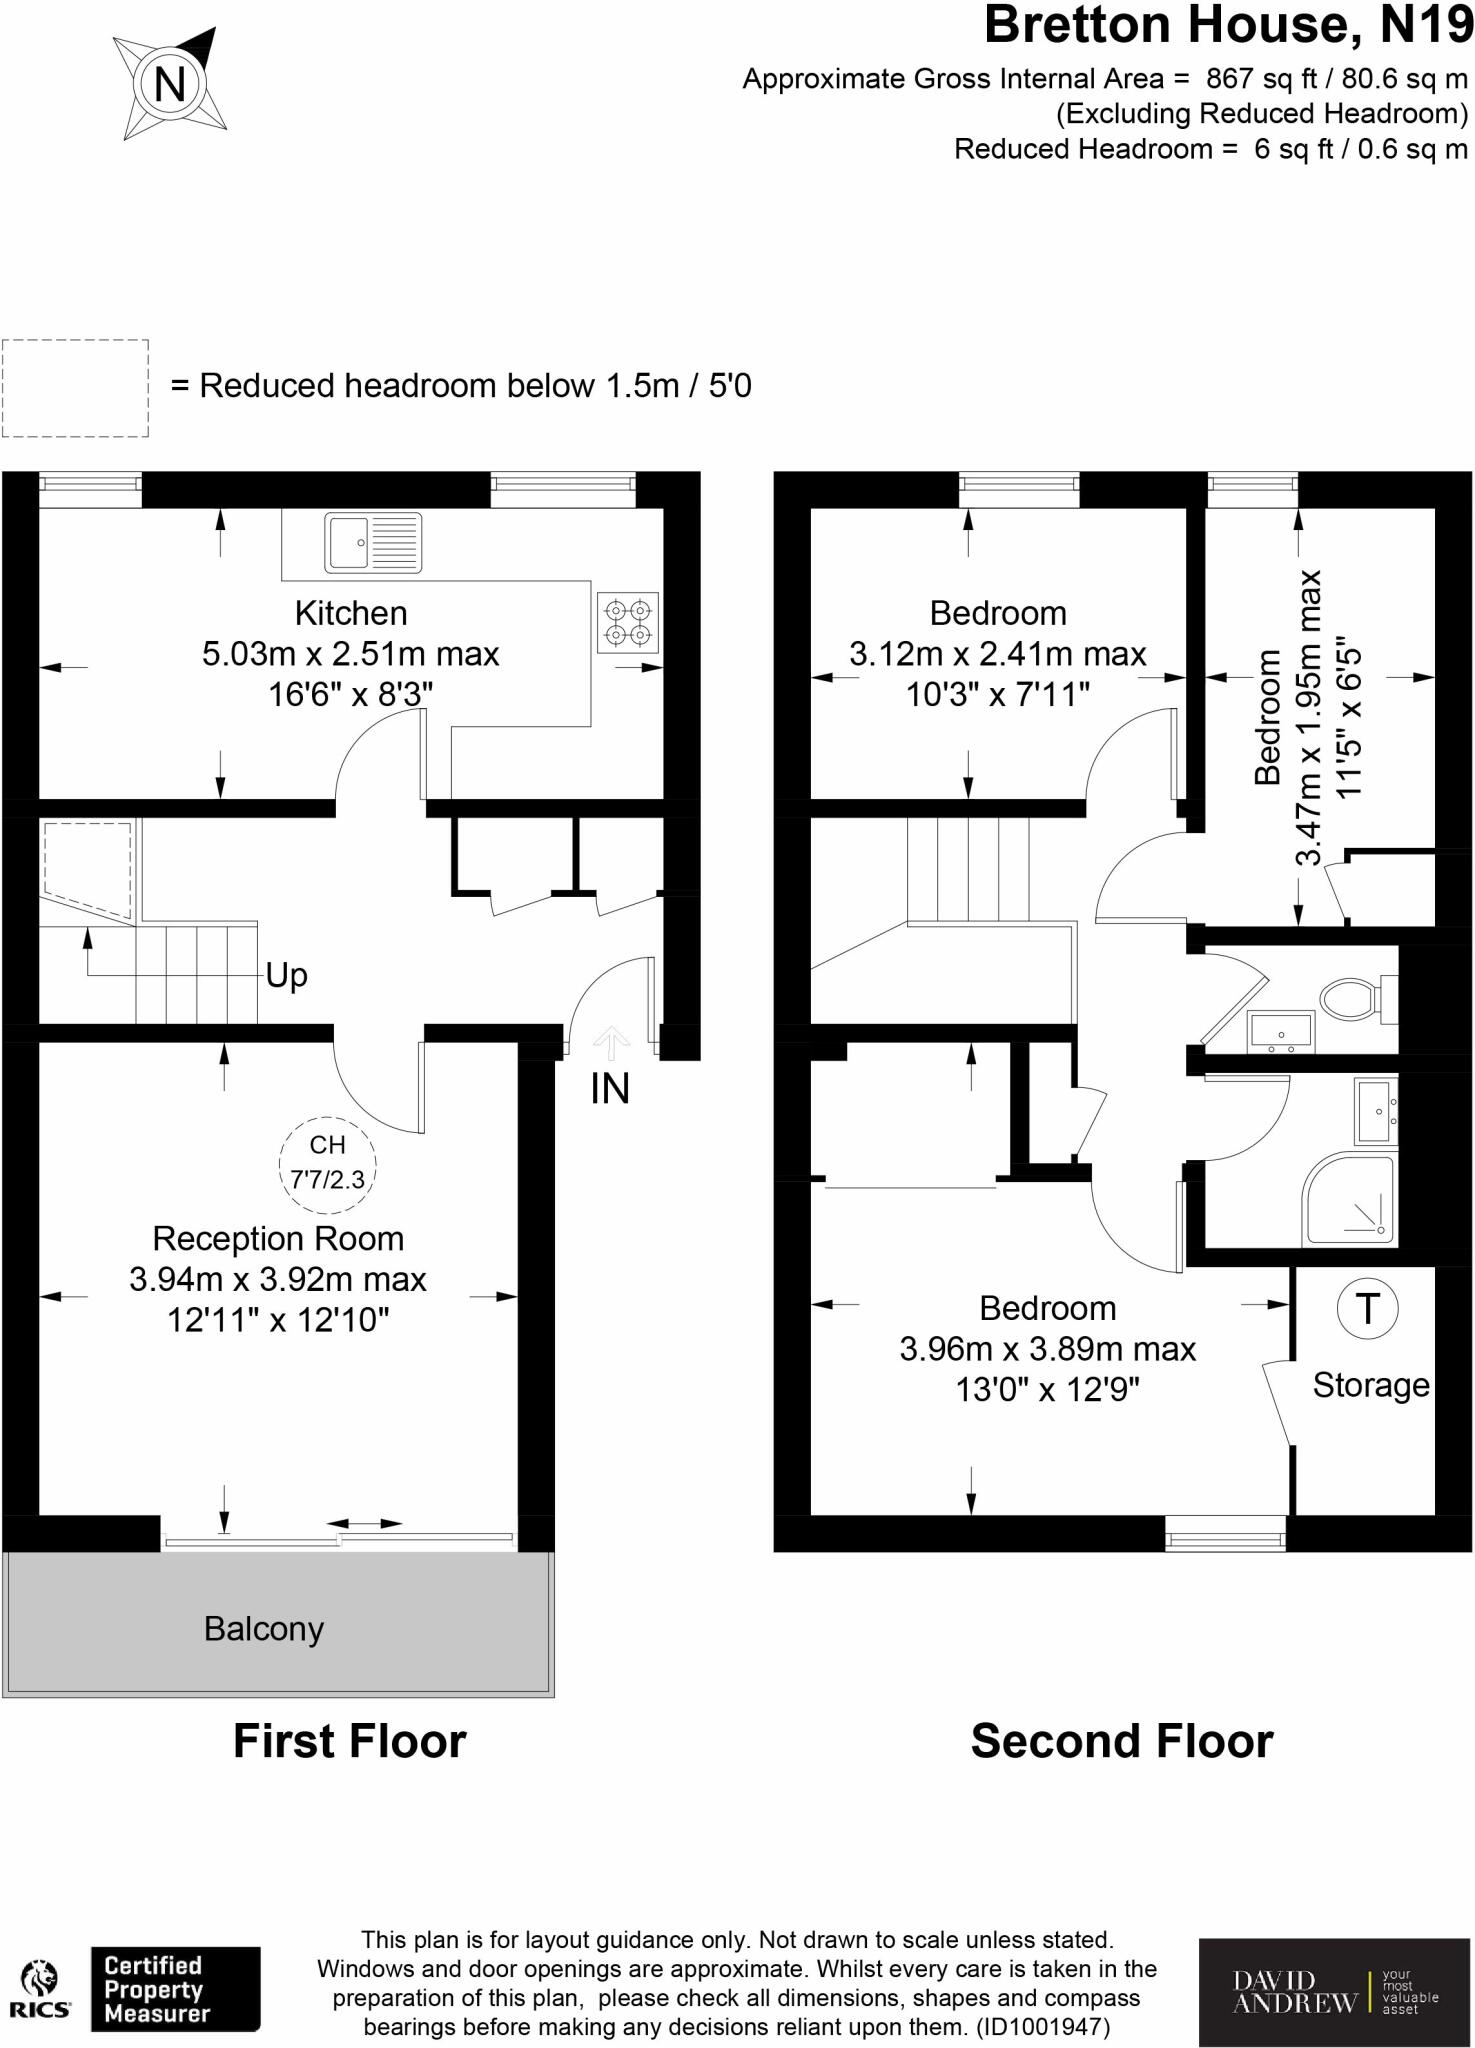 Bretton House, N19
Approximate Gross Internal Area = 867 sq ft / 80.6 sq m
(Excluding Reduced Headroom)
Reduced Headroom = 6 sq ft / 0.6 sq m
N
= Reduced headroom below 1.5m / 5'0
Kitchen
5.03m x 2.51m max
16'6" x 8'3"
Up
IN
CH
7'7/2.3
Reception Room
3.94m x 3.92m max
12'11" x 12'10"
Balcony
First Floor
Bedroom
3.12m x 2.41m max
10'3" x 7'11"
Bedroom
3.47m x 1.95m max
11'5" x 6'5"
Bedroom
3.96m x 3.89m max
13'0" x 12'9"
T
Storage
Second Floor
RICS
Certified
Property
Measurer
This plan is for layout guidance only. Not drawn to scale unless stated.
Windows and door openings are approximate. Whilst every care is taken in the
preparation of this plan, please check all dimensions, shapes and compass
bearings before making any decisions reliant upon them. (ID1001947)
DAVID
ANDREW
your
most
valuable
asset